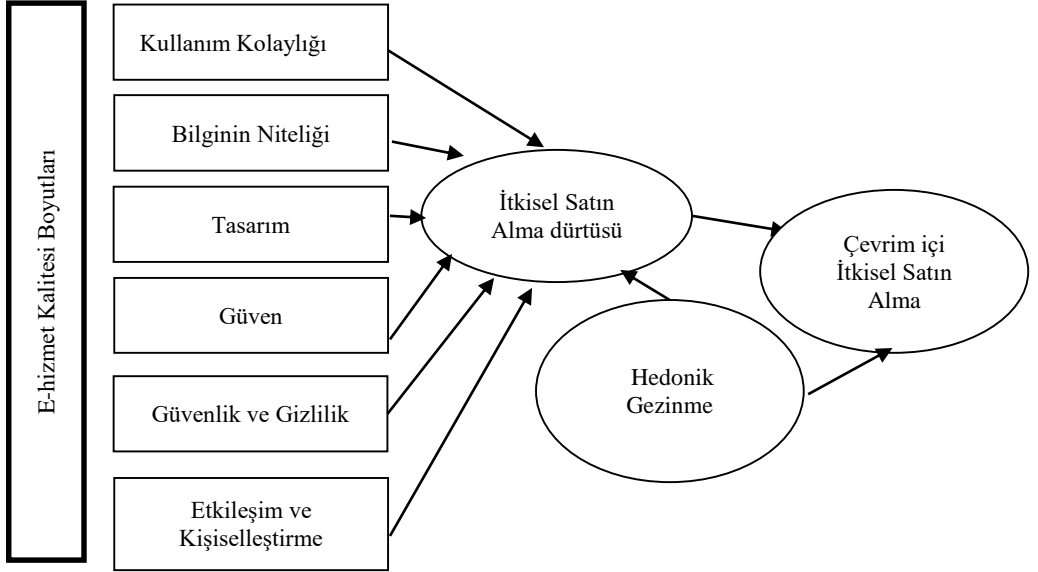 E-hizmet Kalitesi Boyutları
Kullanım Kolaylığı
Bilginin Niteliği
Tasarım
Güven
Güvenlik ve Gizlilik
Etkileşim ve
Kişiselleştirme
İtkisel Satın
Alma dürtüsü
Hedonik
Gezinme
Çevrim içi
İtkisel Satın
Alma